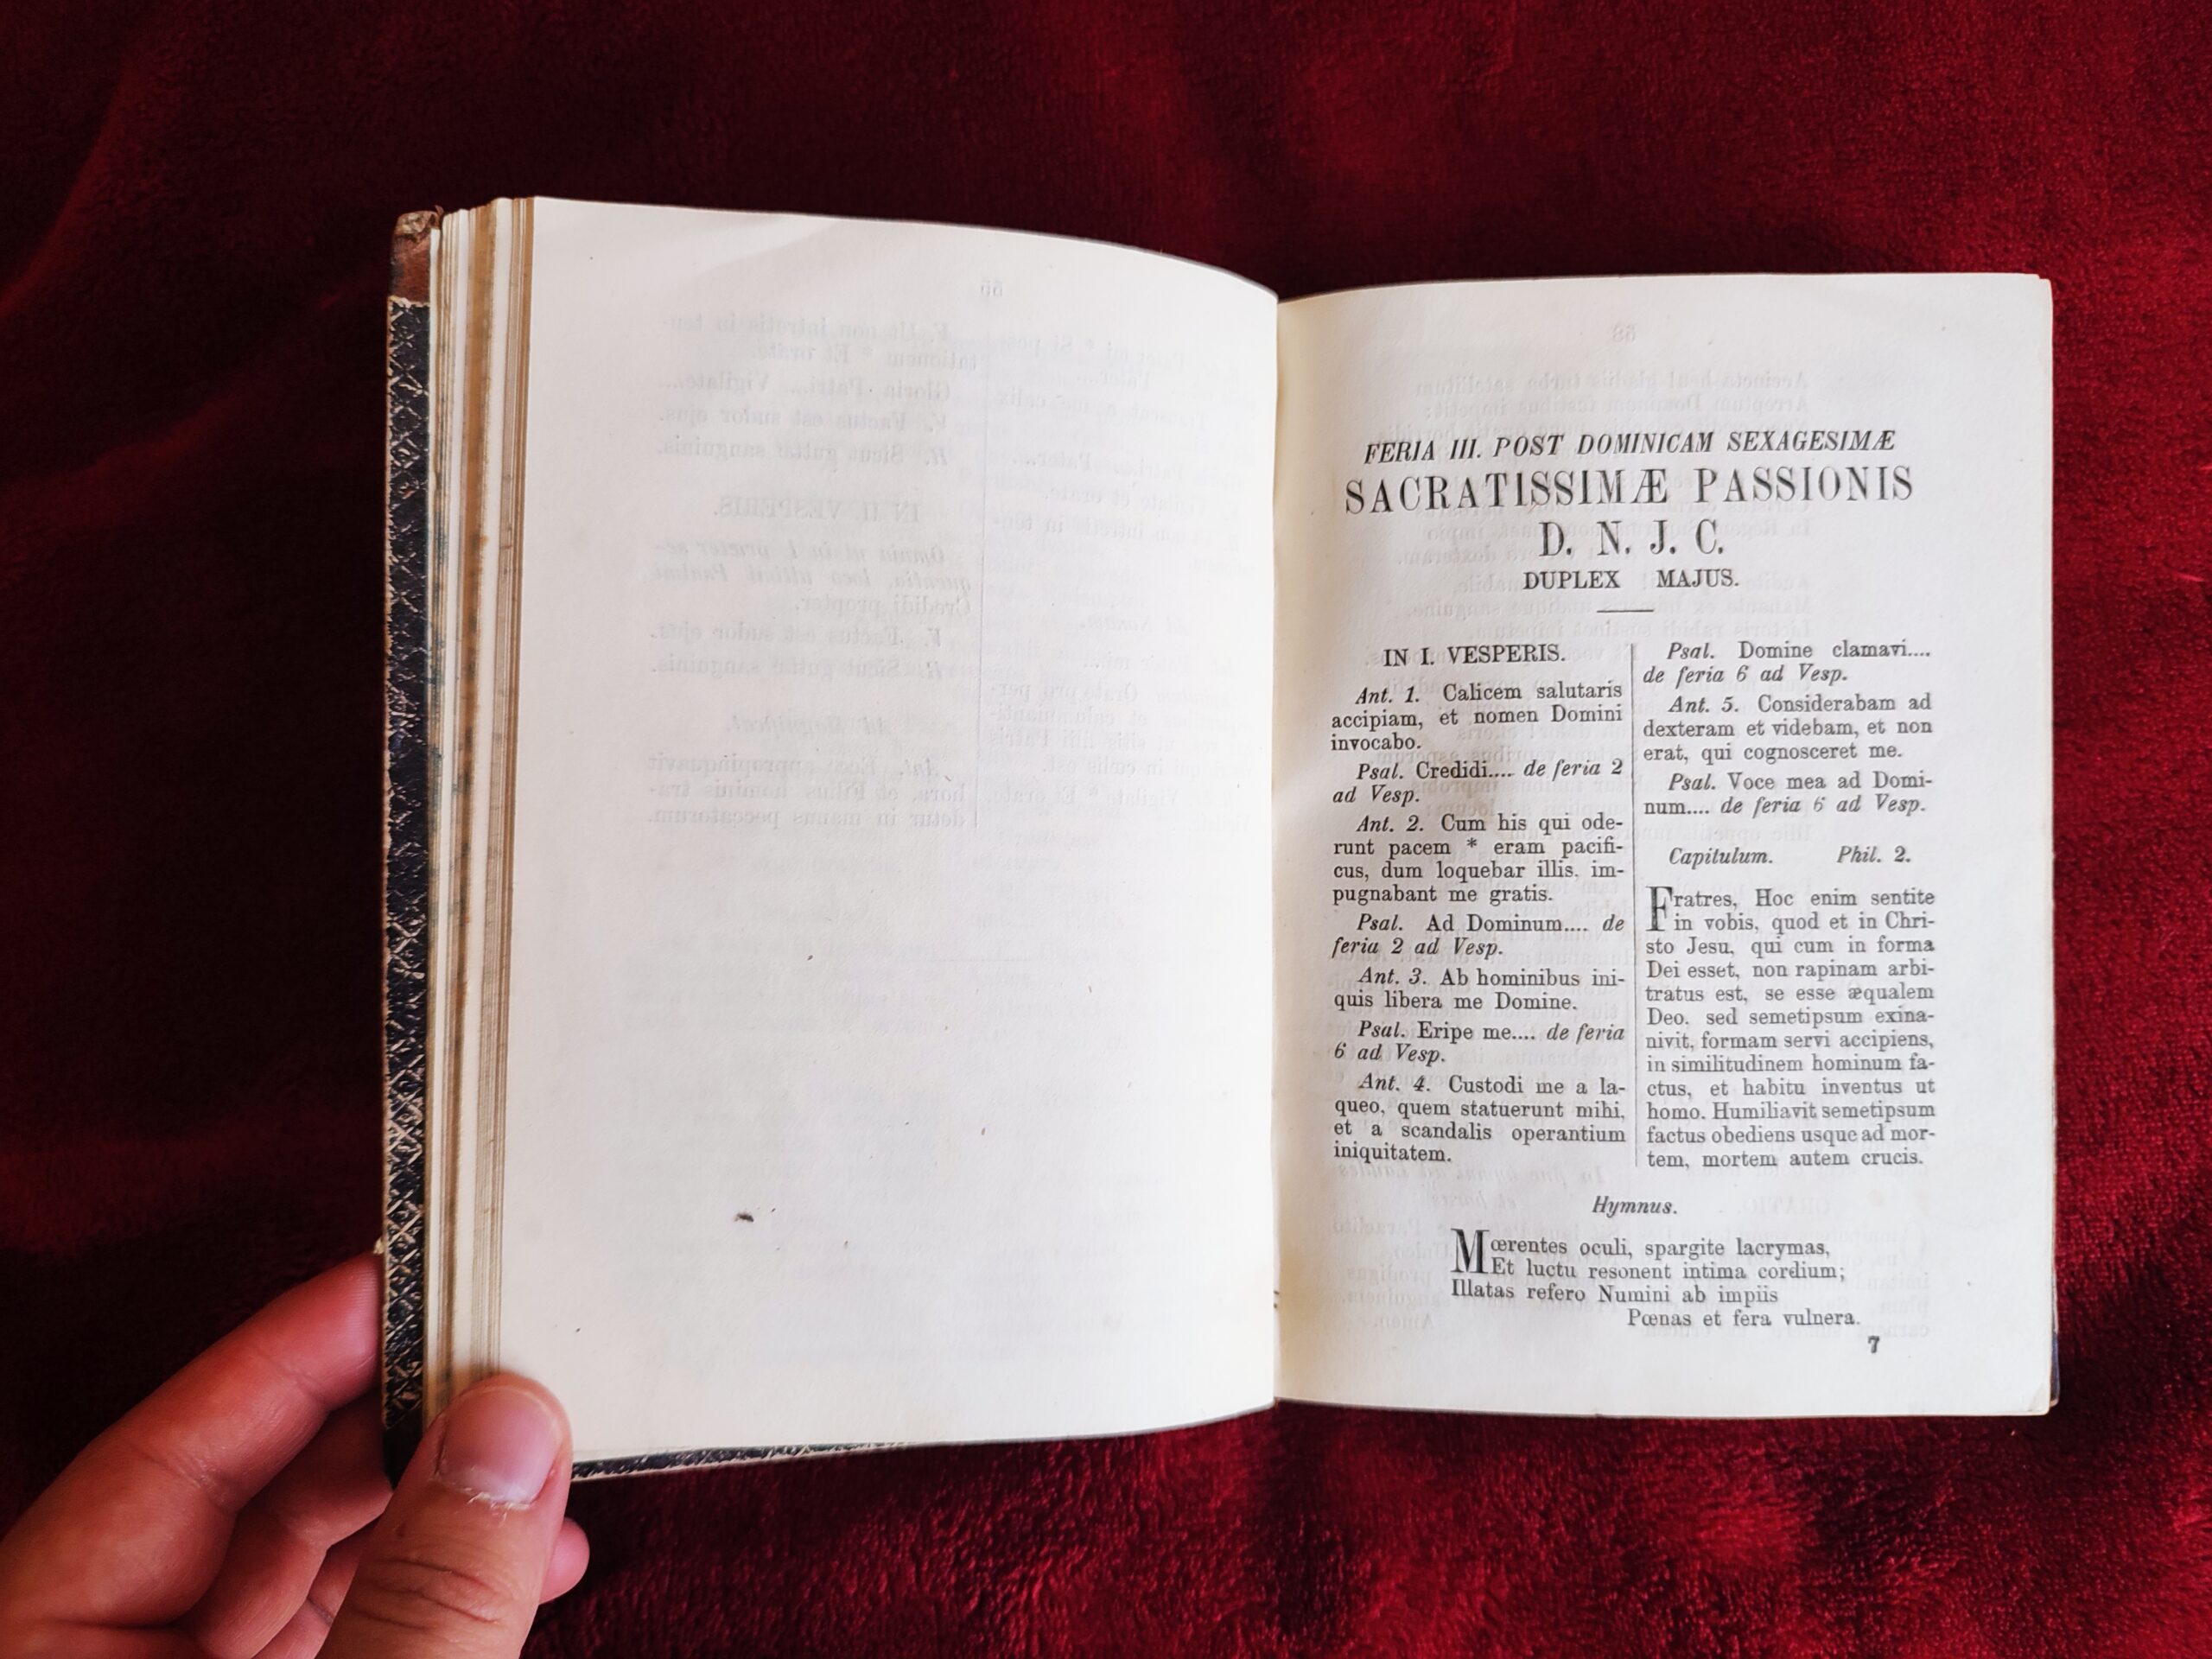 FERIA III. POST DOMINICAM SEXAGESIMÆ
SACRATISSIMÆ PASSIONIS
D. N. J. C.
DUPLEX MAJUS.
IN I. VESPERIS.
Ant. 1. Calicem salutaris
accipiam, et nomen Domini
invocabo.
Psal. Credidi.... de feria 2
ad Vesp.
Ant. 2. Cum his qui ode-
runt pacem * eram pacifi-
cus, dum loquebar illis. im-
pugnabant me gratis.
Psal. Ad Dominum.... de
feria 2 ad Vesp.
Ant. 3. Ab hominibus ini-
quis libera me Domine.
Psal. Eripe me.... de feria
6 ad Vesp.
Ant. 4. Custodi me a la-
queo, quem statuerunt mihi,
et a scandalis operantium
iniquitatem.
Psal. Domine clamavi....
de feria 6 ad Vesp.
Ant. 5. Considerabam ad
dexteram et videbam, et non
erat, qui cognosceret me.
Psal. Voce mea ad Domi-
num.... de feria 6 ad Vesp.
Capitulum. Phil. 2.
Fratres, Hoc enim sentite
in vobis, quod et in Chri-
sto Jesu, qui cum in forma
Dei esset, non rapinam arbi-
tratus est, se esse æqualem
Deo. sed semetipsum exina-
nivit, formam servi accipiens,
in similitudinem hominum fa-
ctus, et habitu inventus ut
homo. Humiliavit semetipsum
factus obediens usque ad mor-
tem, mortem autem crucis.
Hymnus.
Mœrentes oculi, spargite lacrymas,
Et luctu resonent intima cordium;
Illatas refero Numini ab impiis
Pœnas et fera vulnera.
7